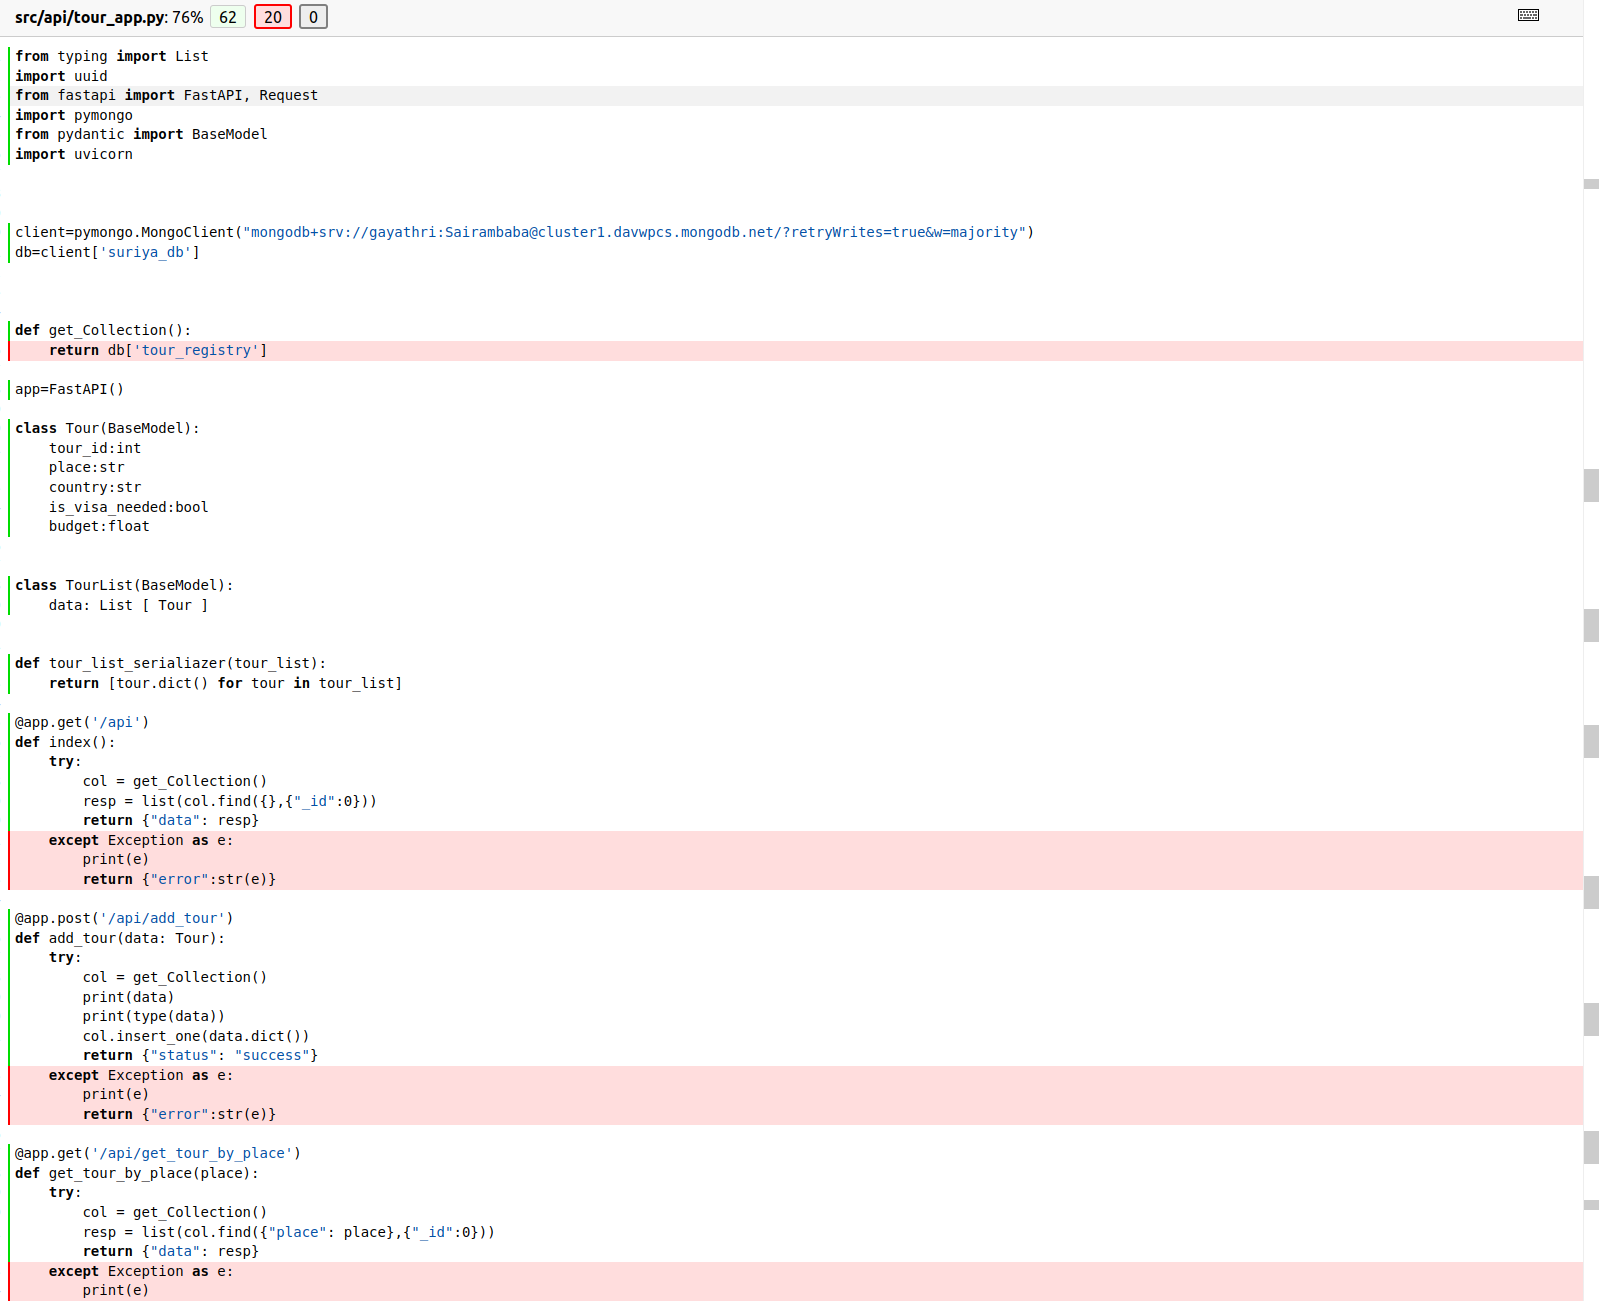 src/api/tour_app.py: 76% 62 20 0
from typing import List
import uuid
from fastapi import FastAPI, Request
import pymongo
from pydantic import BaseModel
import uvicorn
client=pymongo.MongoClient("mongodb+srv://gayathri:Sairambaba@cluster1.davwpcs.mongodb.net/?retryWrites=true&w=majority")
db=client['suriya_db']
def get_Collection():
    return db['tour_registry']
app=FastAPI()
class Tour(BaseModel):
    tour_id:int
    place:str
    country:str
    is_visa_needed:bool
    budget:float
class TourList(BaseModel):
    data: List [ Tour ]
def tour_list_serialiazer(tour_list):
    return [tour.dict() for tour in tour_list]
@app.get('/api')
def index():
    try:
        col = get_Collection()
        resp = list(col.find({},{"_id":0}))
        return {"data": resp}
    except Exception as e:
        print(e)
        return {"error":str(e)}
@app.post('/api/add_tour')
def add_tour(data: Tour):
    try:
        col = get_Collection()
        print(data)
        print(type(data))
        col.insert_one(data.dict())
        return {"status": "success"}
    except Exception as e:
        print(e)
        return {"error":str(e)}
@app.get('/api/get_tour_by_place')
def get_tour_by_place(place):
    try:
        col = get_Collection()
        resp = list(col.find({"place": place},{"_id":0}))
        return {"data": resp}
    except Exception as e:
        print(e)